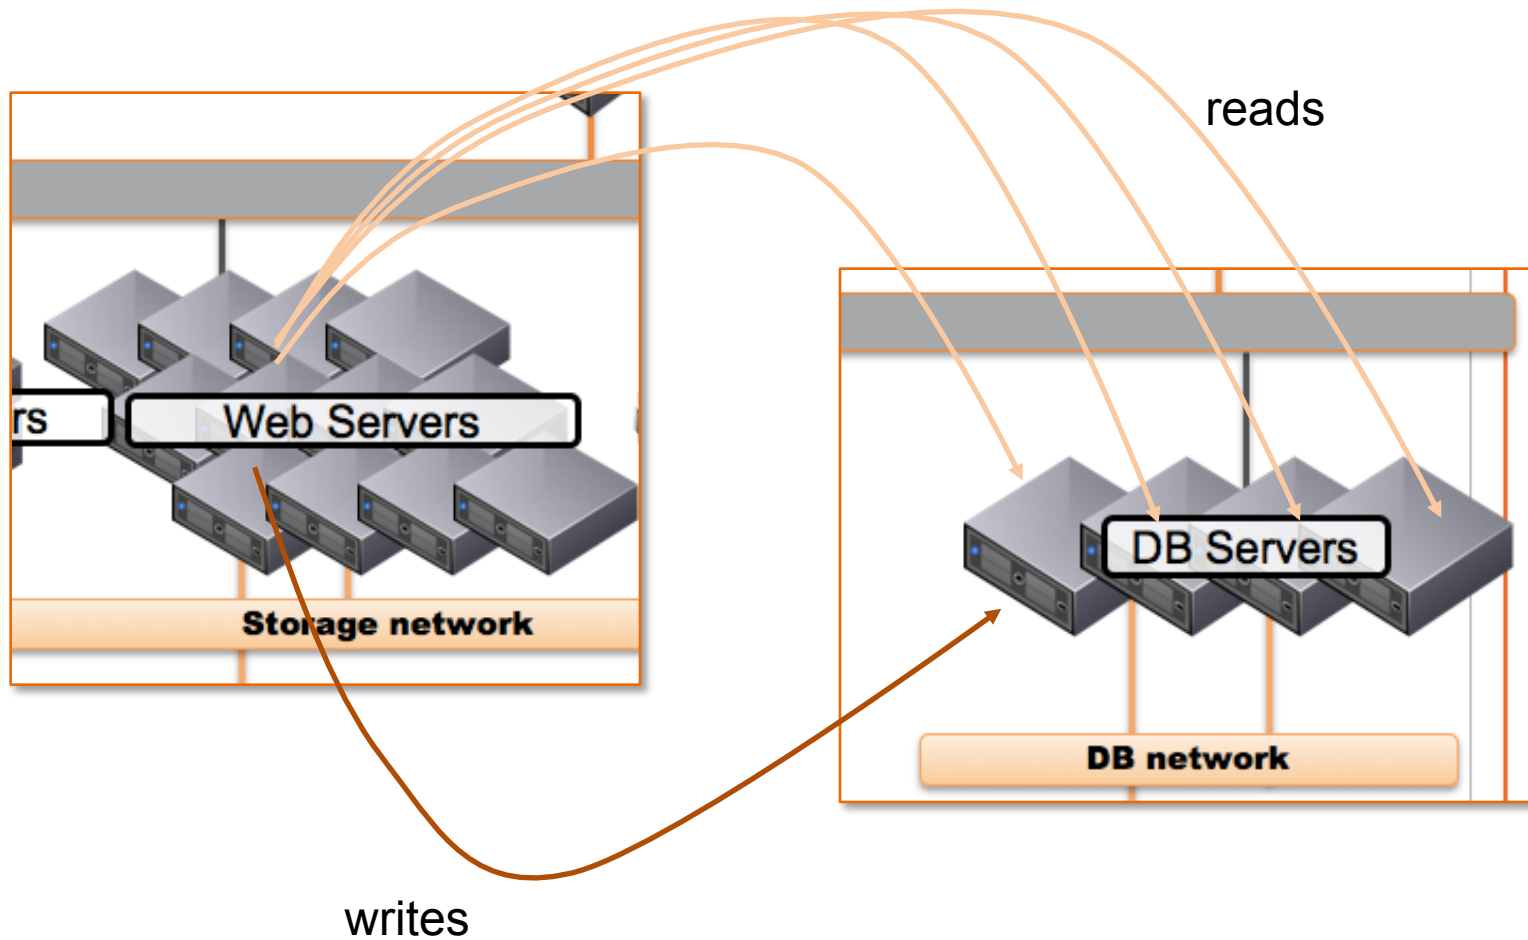 reads
rs
Web Servers
DB Servers
Storage network
DB network
writes